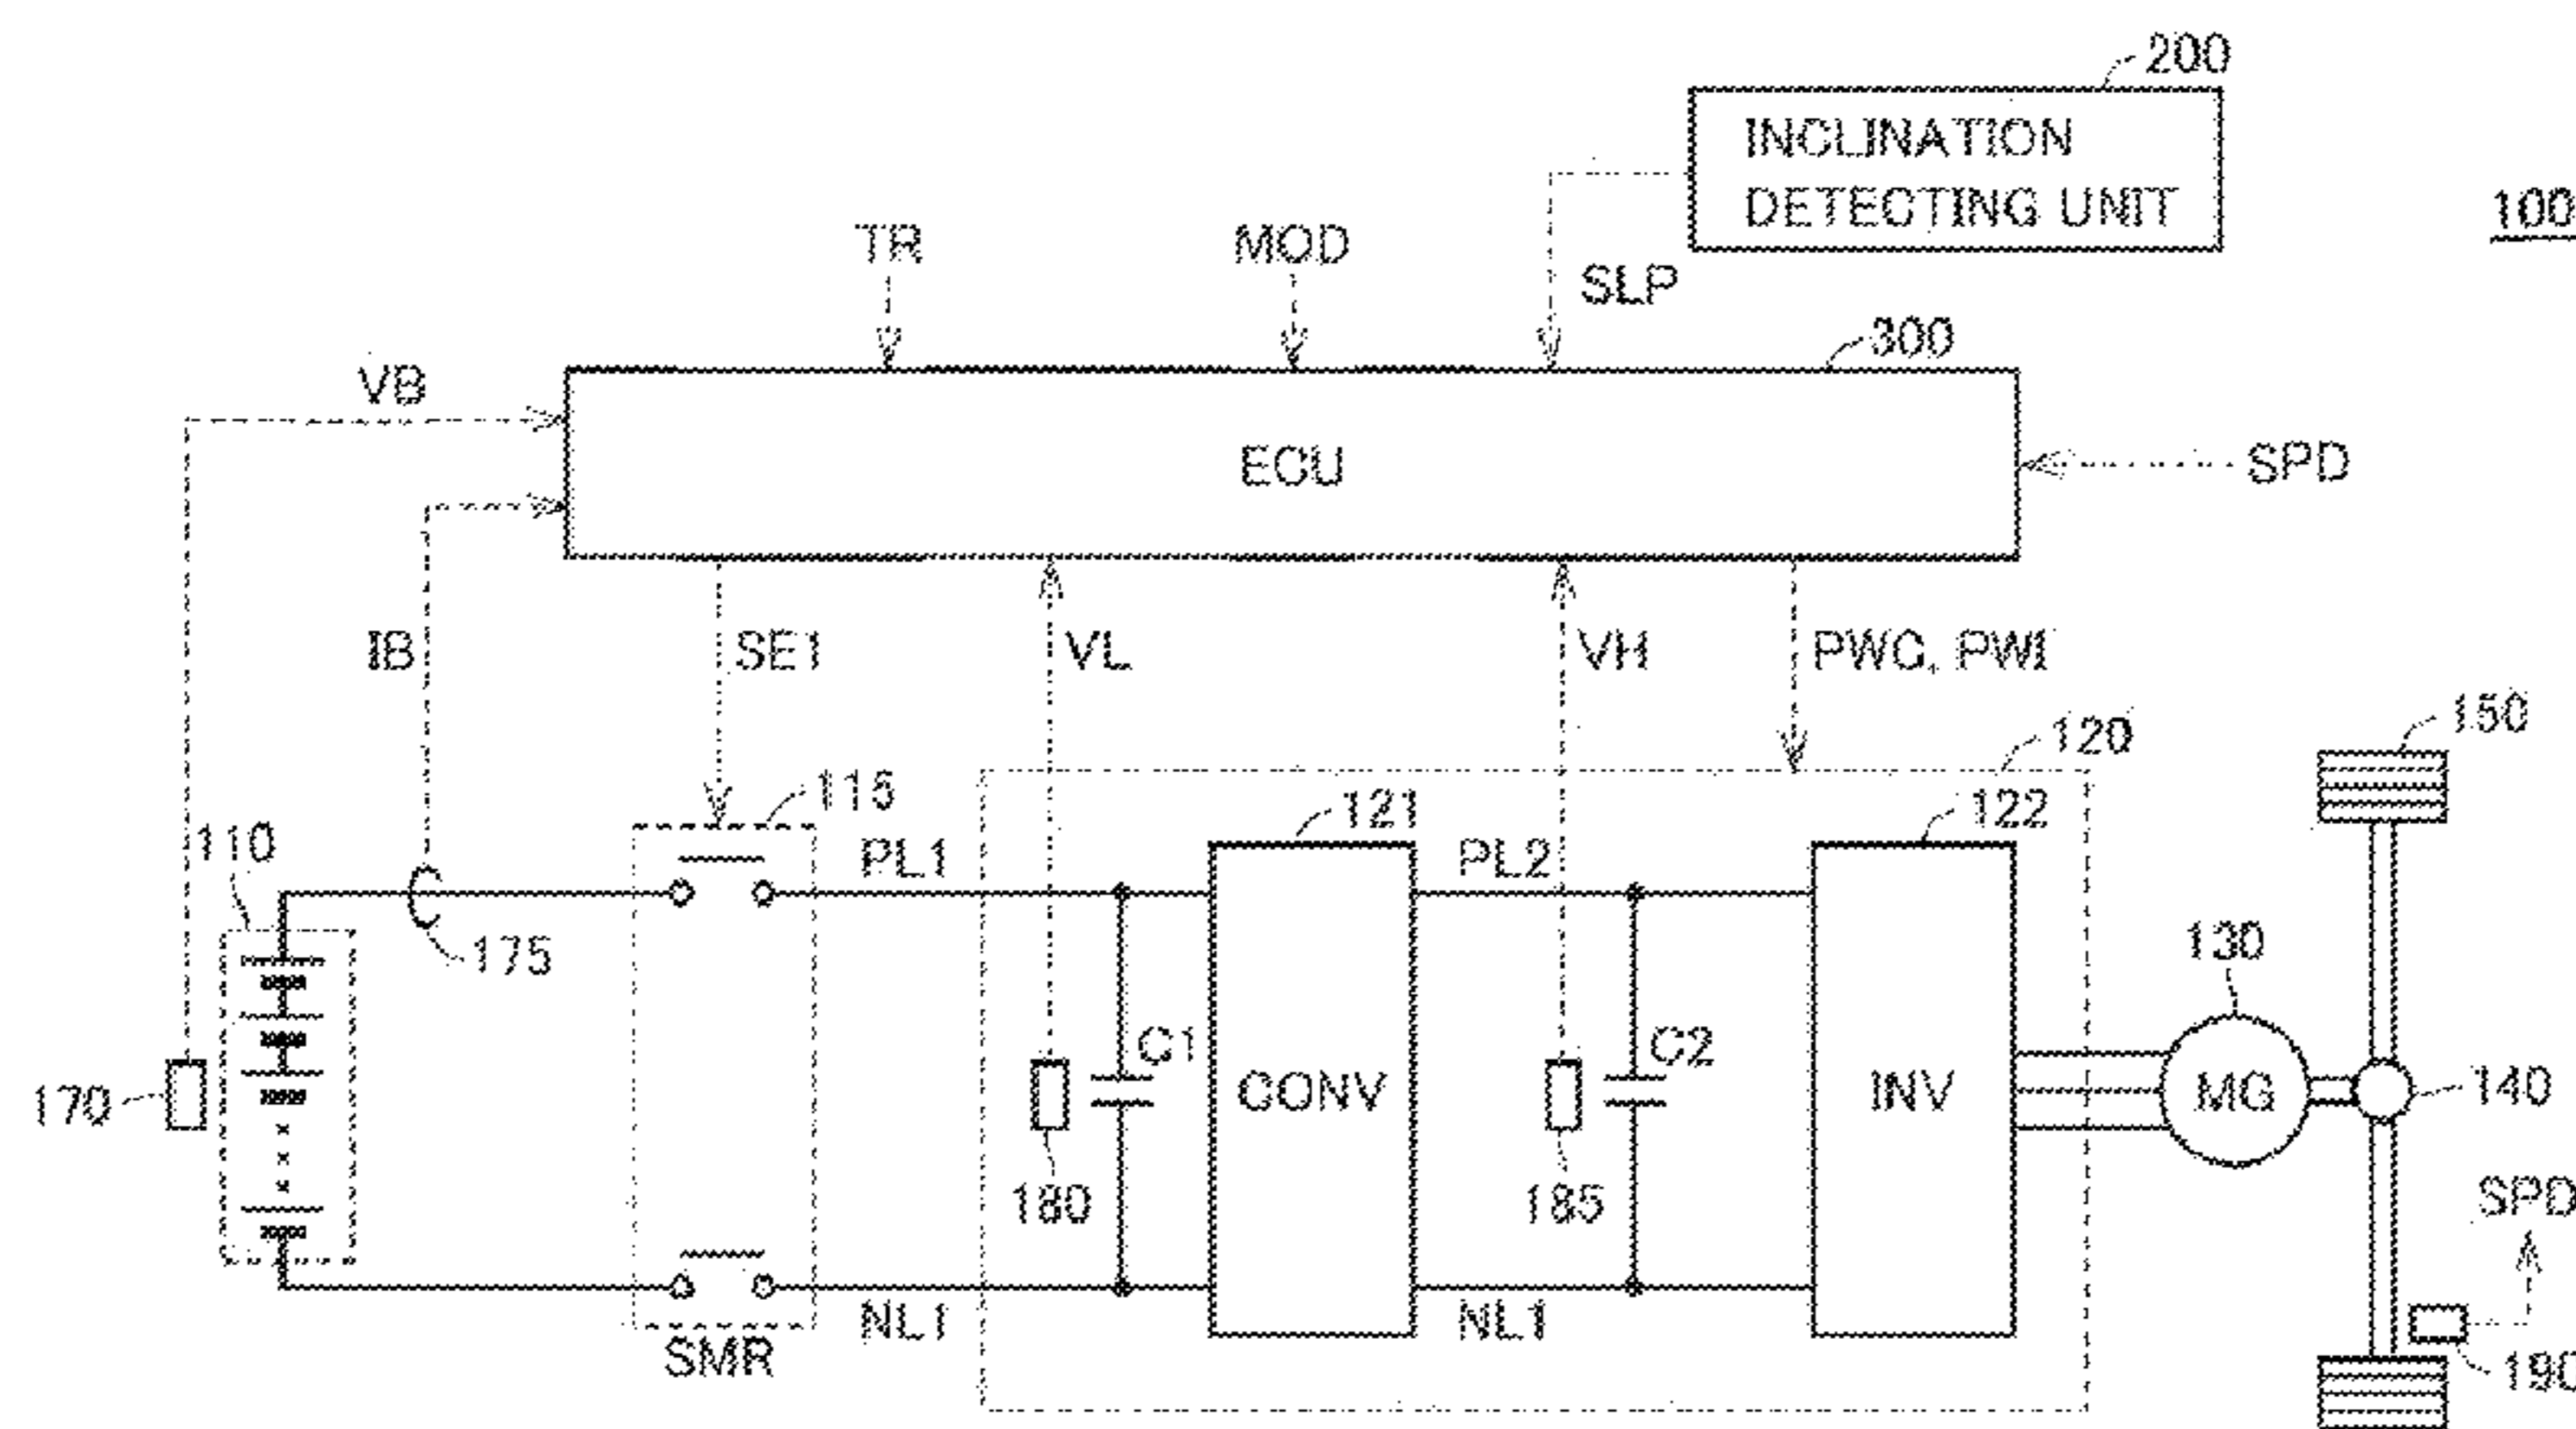 200
INCLINATION
DETECTING UNIT
100
TR
MOD
SLP
300
VB
ECU
SPD
IB
SE1
VL
VH
PWC, PWI
150
120
115
110
PL1
121
PL2
122
175
130
C1
C2
170
CONV
INV
MG
140
180
185
SPD
NL1
NL1
SMR
190